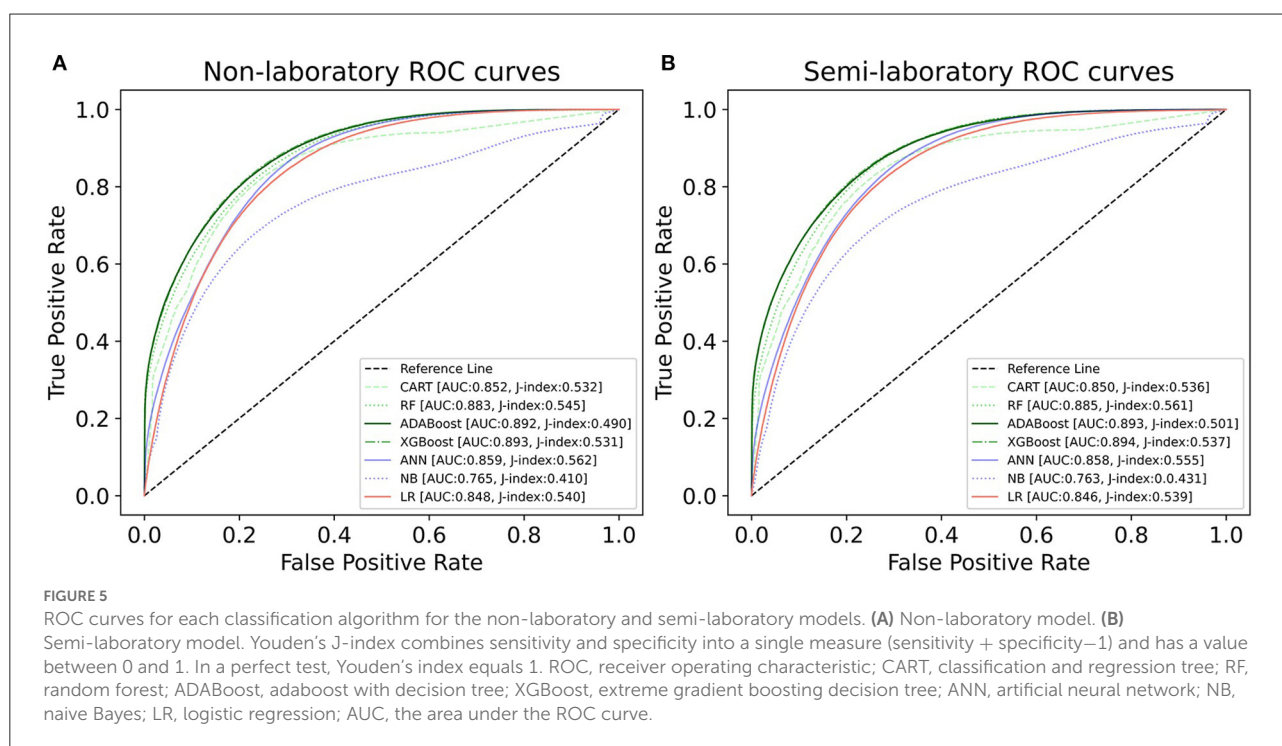 A
Non-laboratory ROC curves
True Positive Rate
1.0
0.8
0.6
0.4
0.2
0.0
Reference Line
CART [AUC:0.852, J-index:0.532]
RF [AUC:0.883, J-index:0.545]
ADABoost [AUC:0.892, J-index:0.490]
XGBoost [AUC:0.893, J-index:0.531]
ANN [AUC:0.859, J-index:0.562]
NB [AUC:0.765, J-index:0.410]
LR [AUC:0.848, J-index:0.540]
0.0 0.2 0.4 0.6 0.8 1.0
False Positive Rate
B
Semi-laboratory ROC curves
True Positive Rate
1.0
0.8
0.6
0.4
0.2
0.0
Reference Line
CART [AUC:0.850, J-index:0.536]
RF [AUC:0.885, J-index:0.561]
ADABoost [AUC:0.893, J-index:0.501]
XGBoost [AUC:0.894, J-index:0.537]
ANN [AUC:0.858, J-index:0.555]
NB [AUC:0.763, J-index:0.0.431]
LR [AUC:0.846, J-index:0.539]
0.0 0.2 0.4 0.6 0.8 1.0
False Positive Rate
FIGURE 5
ROC curves for each classification algorithm for the non-laboratory and semi-laboratory models. (A) Non-laboratory model. (B)
Semi-laboratory model. Youden's J-index combines sensitivity and specificity into a single measure (sensitivity + specificity−1) and has a value
between 0 and 1. In a perfect test, Youden's index equals 1. ROC, receiver operating characteristic; CART, classification and regression tree; RF,
random forest; ADABoost, adaboost with decision tree; XGBoost, extreme gradient boosting decision tree; ANN, artificial neural network; NB,
naive Bayes; LR, logistic regression; AUC, the area under the ROC curve.